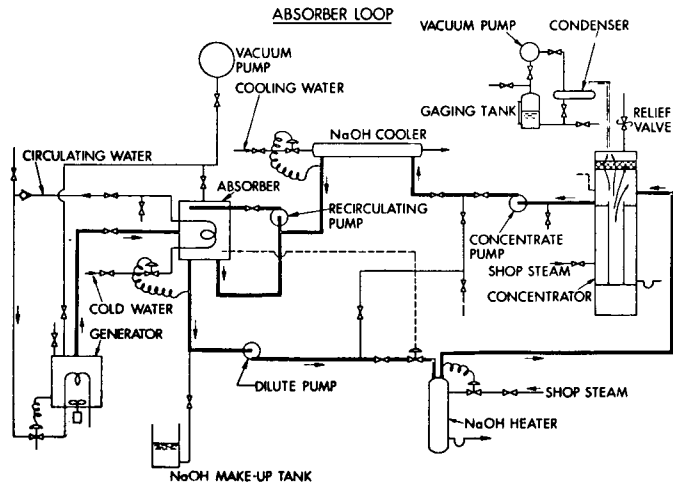 ABSORBER LOOP
VACUUM PUMP
CONDENSER
VACUUM
PUMP
COOLING WATER
GAGING TANK
RELIEF
VALVE
NaOH COOLER
CIRCULATING WATER
ABSORBER
RECIRCULATING
PUMP
CONCENTRATE
PUMP
SHOP STEAM
CONCENTRATOR
COLD WATER
GENERATOR
DILUTE PUMP
SHOP STEAM
NaOH HEATER
NaOH MAKE-UP TANK